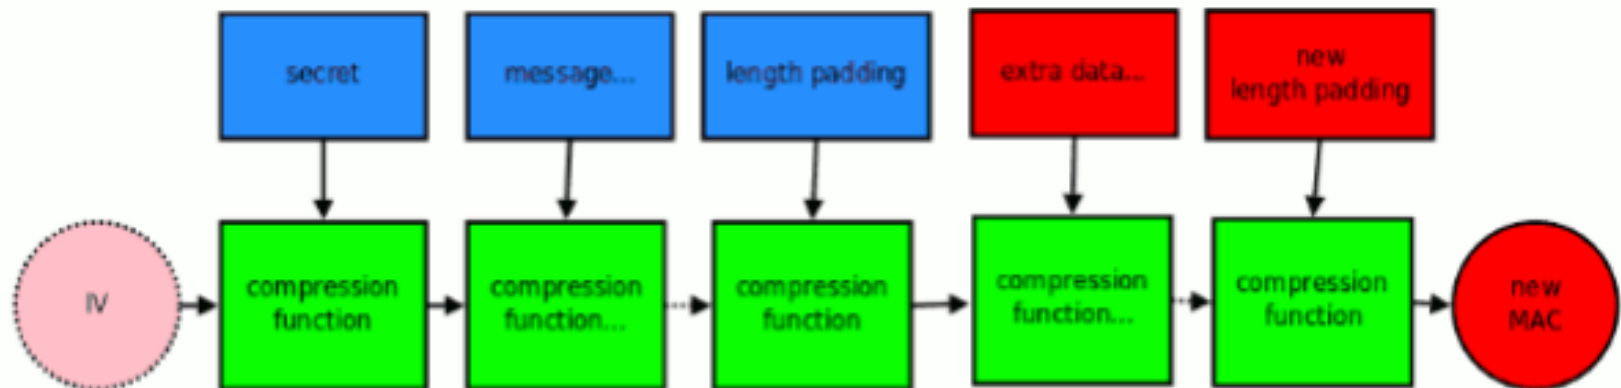 secret
message...
length padding
extra data...
new
length padding
IV
compression
function
compression
function...
compression
function
compression
function...
compression
function
new
MAC